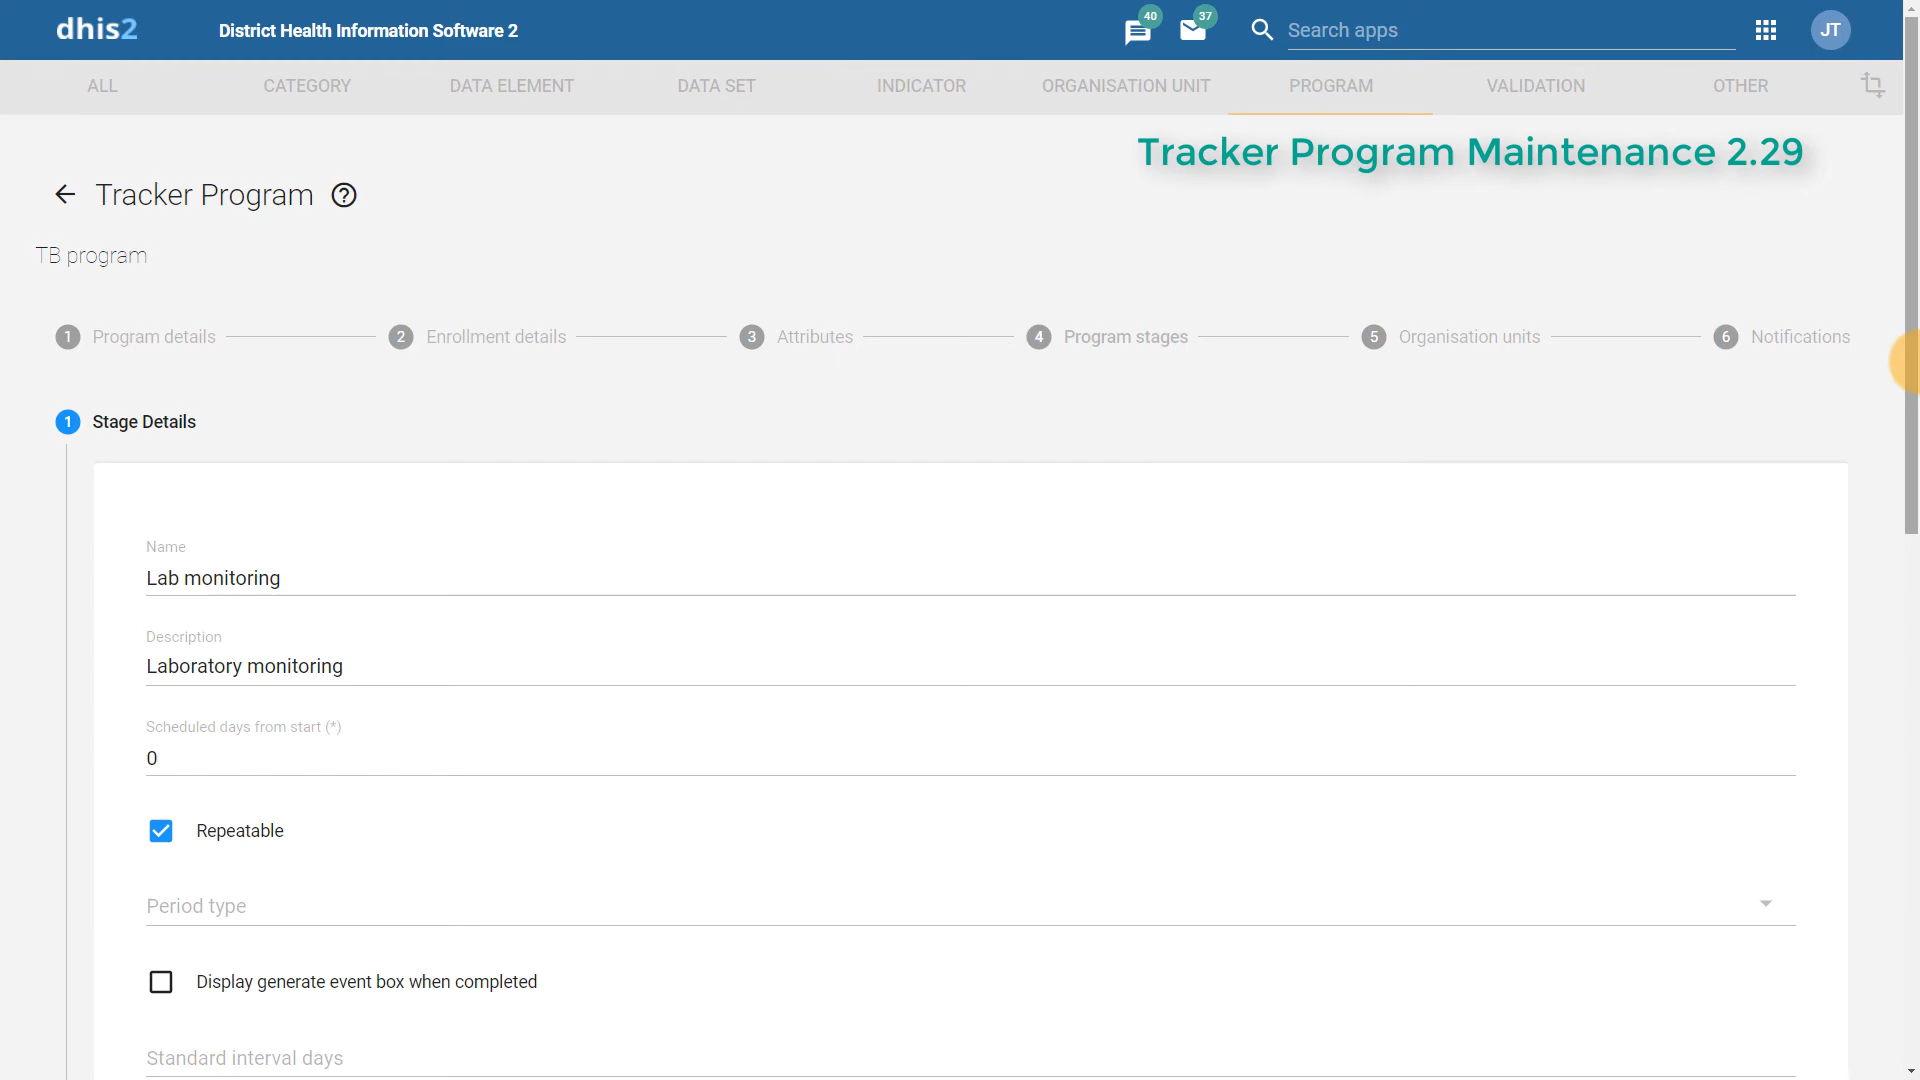 dhis2 District Health Information Software 2 40 37 Search apps JT
ALL CATEGORY DATA ELEMENT DATA SET INDICATOR ORGANISATION UNIT PROGRAM VALIDATION OTHER
Tracker Program Maintenance 2.29
Tracker Program ?
TB program
1 Program details 2 Enrollment details 3 Attributes 4 Program stages 5 Organisation units 6 Notifications
1 Stage Details
Name
Lab monitoring
Description
Laboratory monitoring
Scheduled days from start (*)
0
Repeatable
Period type
Display generate event box when completed
Standard interval days